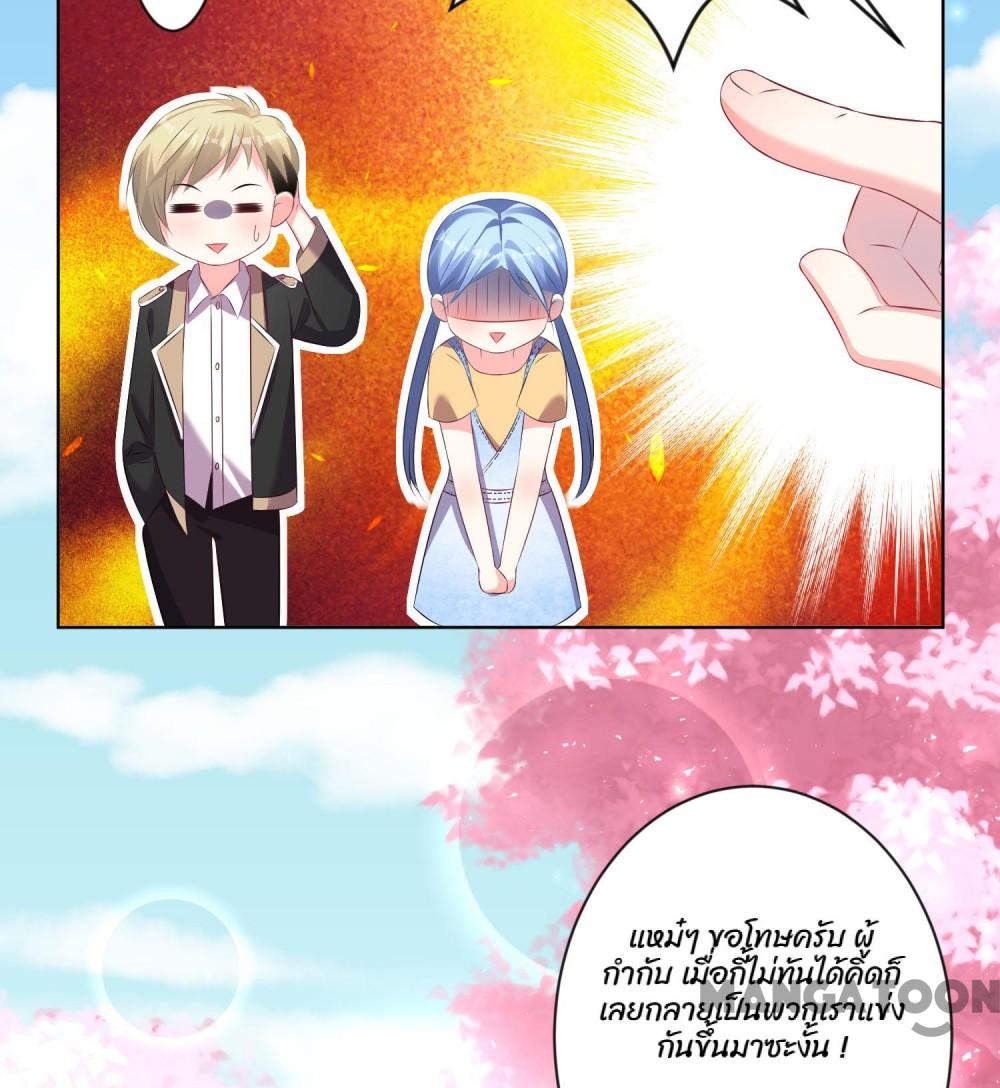 แหม๋ๆ ขอโทษครับ ผู้
กำกับ เมื่อกี้ไม่ทันได้คิดก็
เลยกลายเป็นพวกเราแข่ง
กันขึ้นมาซะงั้น !
MANGATOON